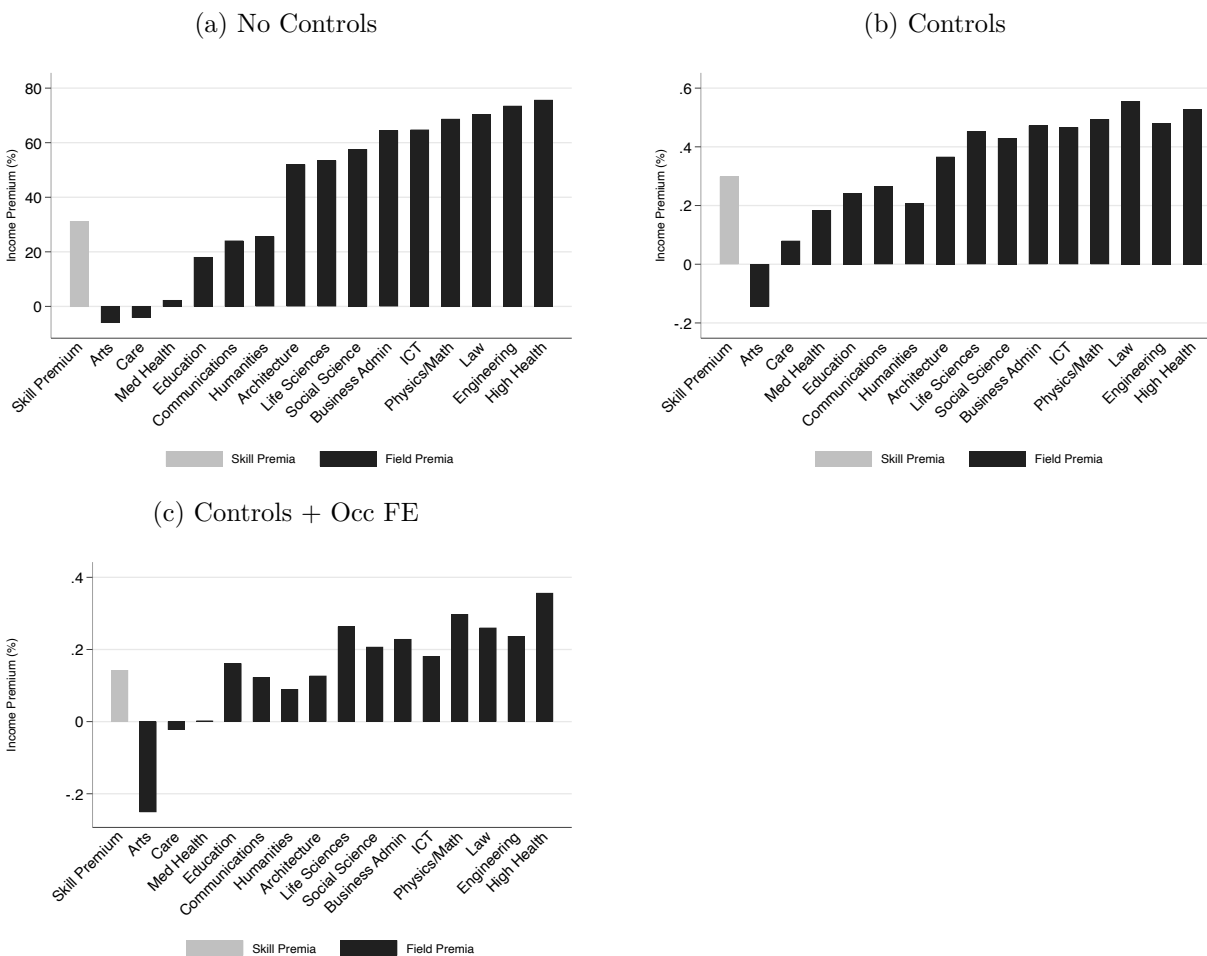 (a) No Controls
Income Premium (%)
80
60
40
20
0
Skill Premium
Arts
Care
Med Health
Education
Communications
Humanities
Architecture
Life Sciences
Social Science
Business Admin
ICT
Physics/Math
Law
Engineering
High Health
Skill Premia Field Premia
(b) Controls
Income Premium (%)
.6
.4
.2
0
-.2
Skill Premium
Arts
Care
Med Health
Education
Communications
Humanities
Architecture
Life Sciences
Social Science
Business Admin
ICT
Physics/Math
Law
Engineering
High Health
Skill Premia Field Premia
(c) Controls + Occ FE
Income Premium (%)
.4
.2
0
-.2
Skill Premium
Arts
Care
Med Health
Education
Communications
Humanities
Architecture
Life Sciences
Social Science
Business Admin
ICT
Physics/Math
Law
Engineering
High Health
Skill Premia Field Premia